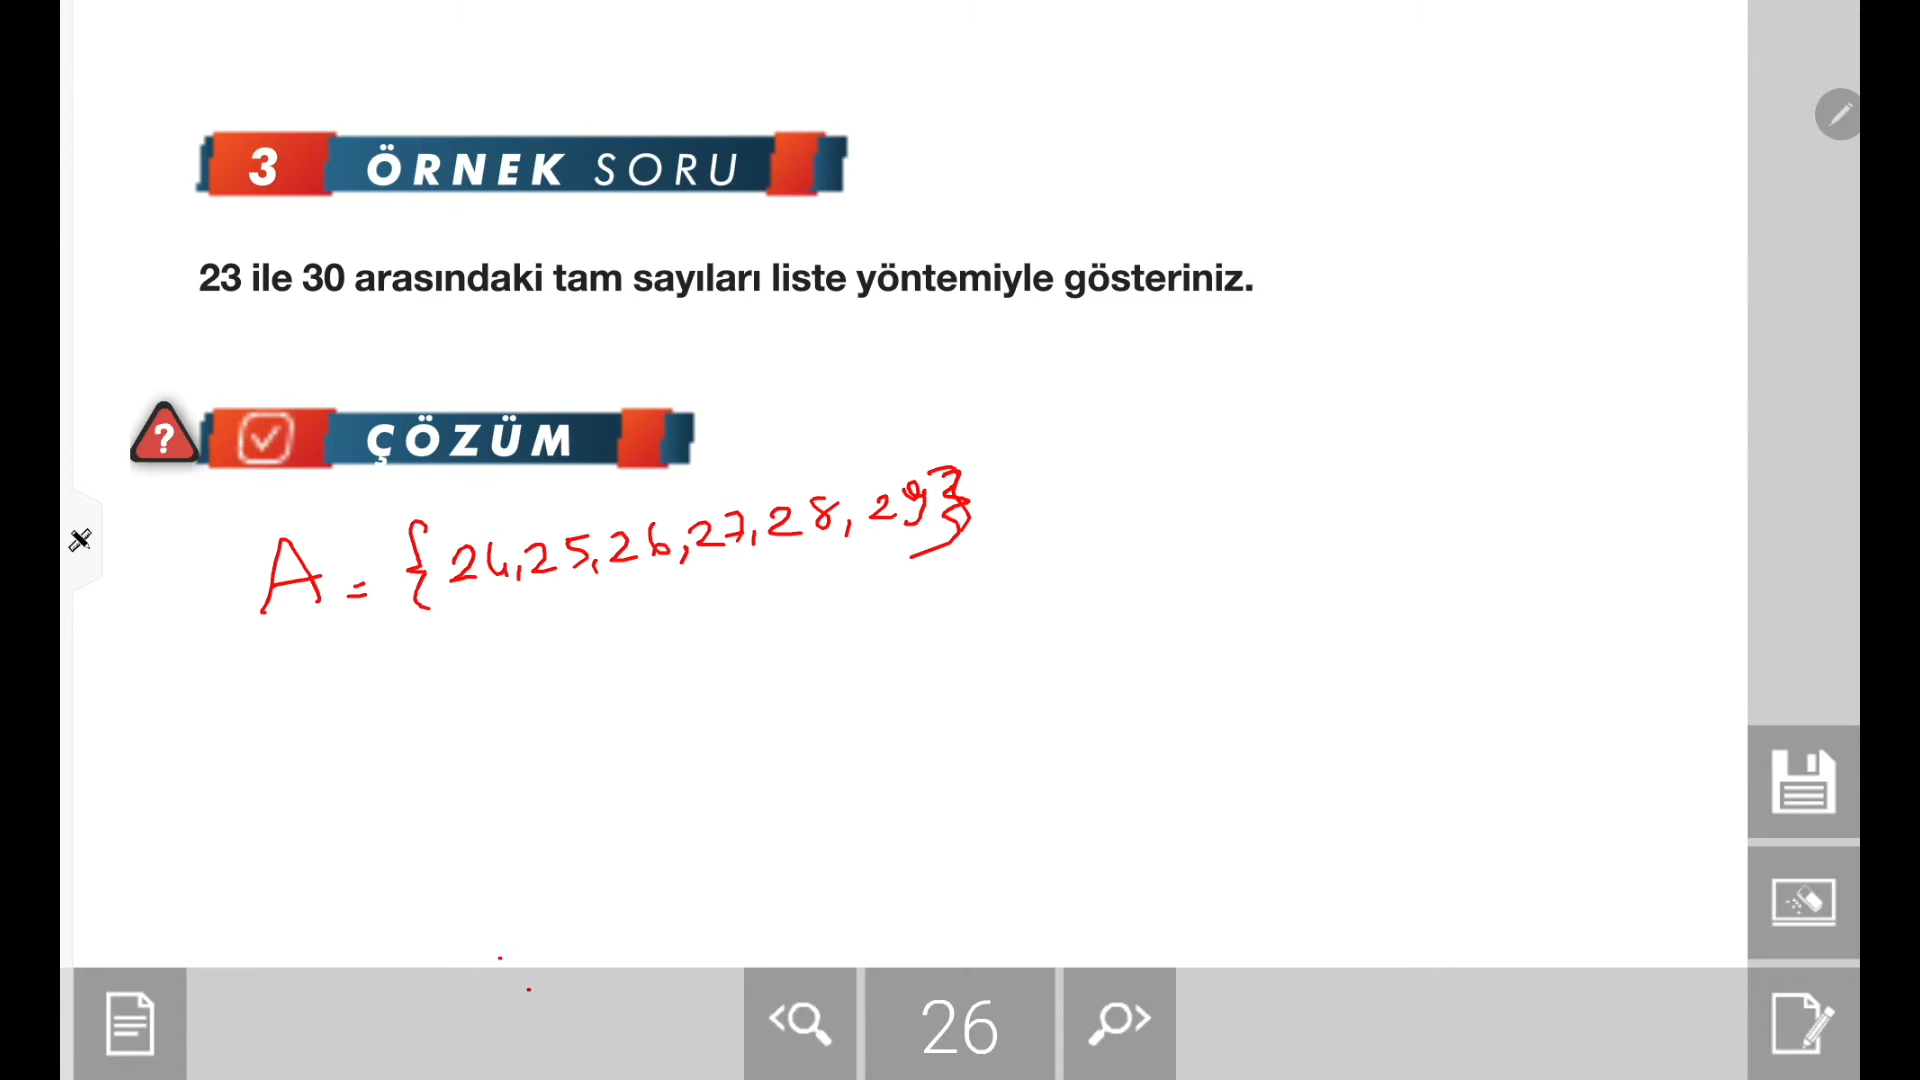 3 ÖRNEK SORU
23 ile 30 arasındaki tam sayıları liste yöntemiyle gösteriniz.
? ÇÖZÜM
A = {24,25,26,27,28,29}
26